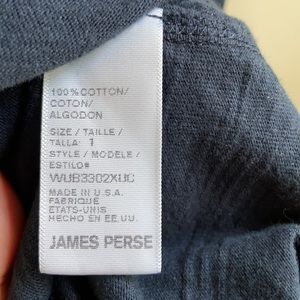 100% COTTON/
COTON/
ALGODON
SIZE / TAILLE /
TALLA: 1
STYLE / MODELE /
ESTILO#
WUB3302XUC
MADE IN U.S.A.
FABRIQUE
ETATS-UNIS
HECHO EN EE.UU.
JAMES PERSE